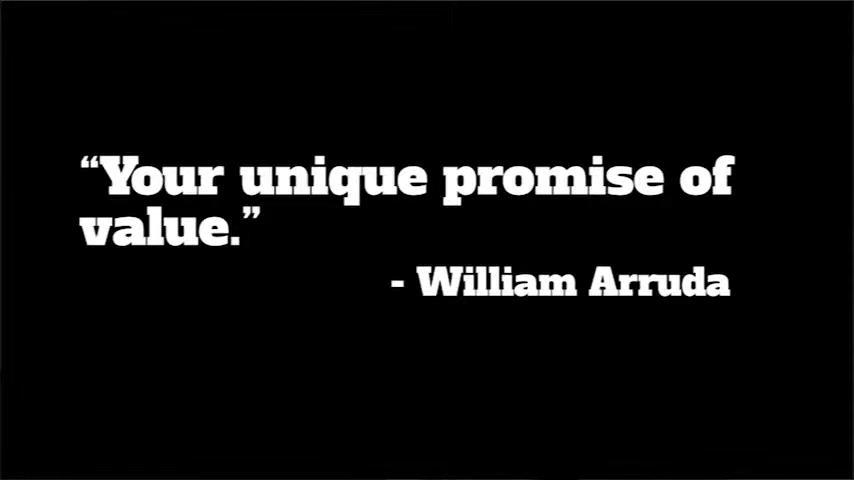 “Your unique promise of
value.”
- William Arruda